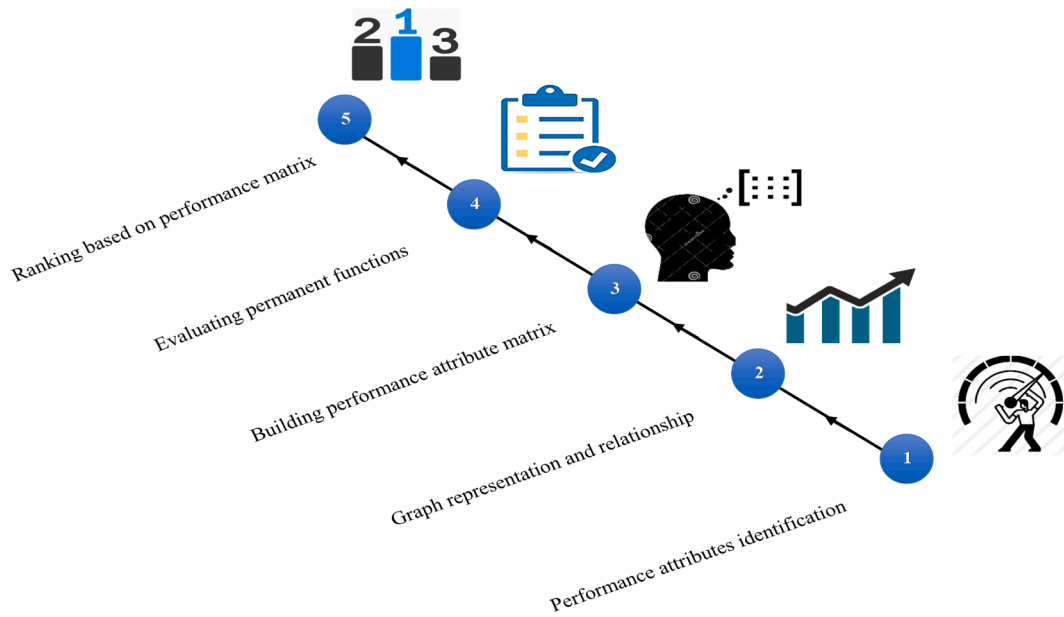 2 1 3
5
Ranking based on performance matrix
4
Evaluating permanent functions
3
Building performance attribute matrix
2
Graph representation and relationship
1
Performance attributes identification